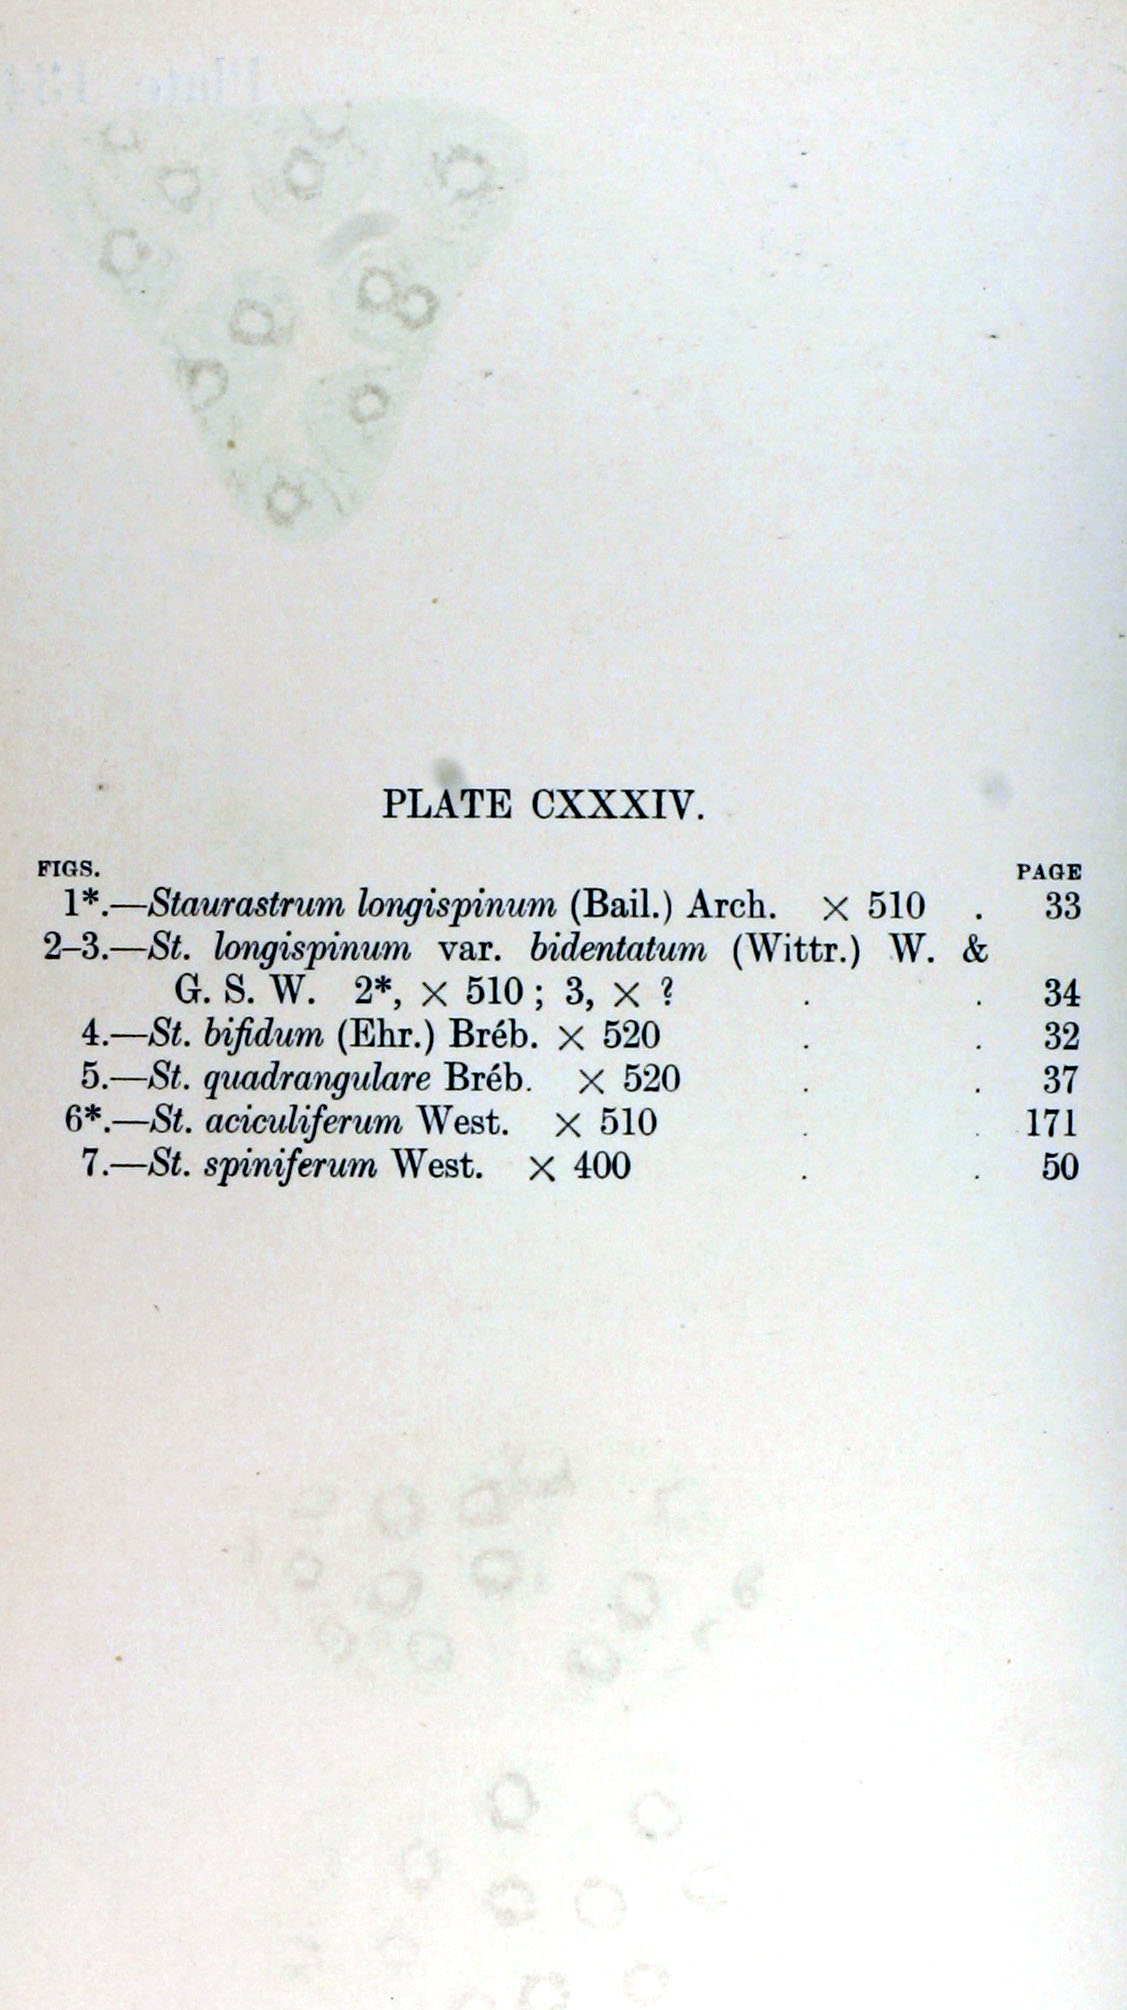 PLATE CXXXIV.
FIGS. PAGE
1*.—Staurastrum longispinum (Bail.) Arch. × 510 . 33
2–3.—St. longispinum var. bidentatum (Wittr.) W. &
G. S. W. 2*, × 510 ; 3, × ? . . 34
4.—St. bifidum (Ehr.) Bréb. × 520 . . 32
5.—St. quadrangulare Bréb. × 520 . . 37
6*.—St. aciculiferum West. × 510 . . 171
7.—St. spiniferum West. × 400 . . 50